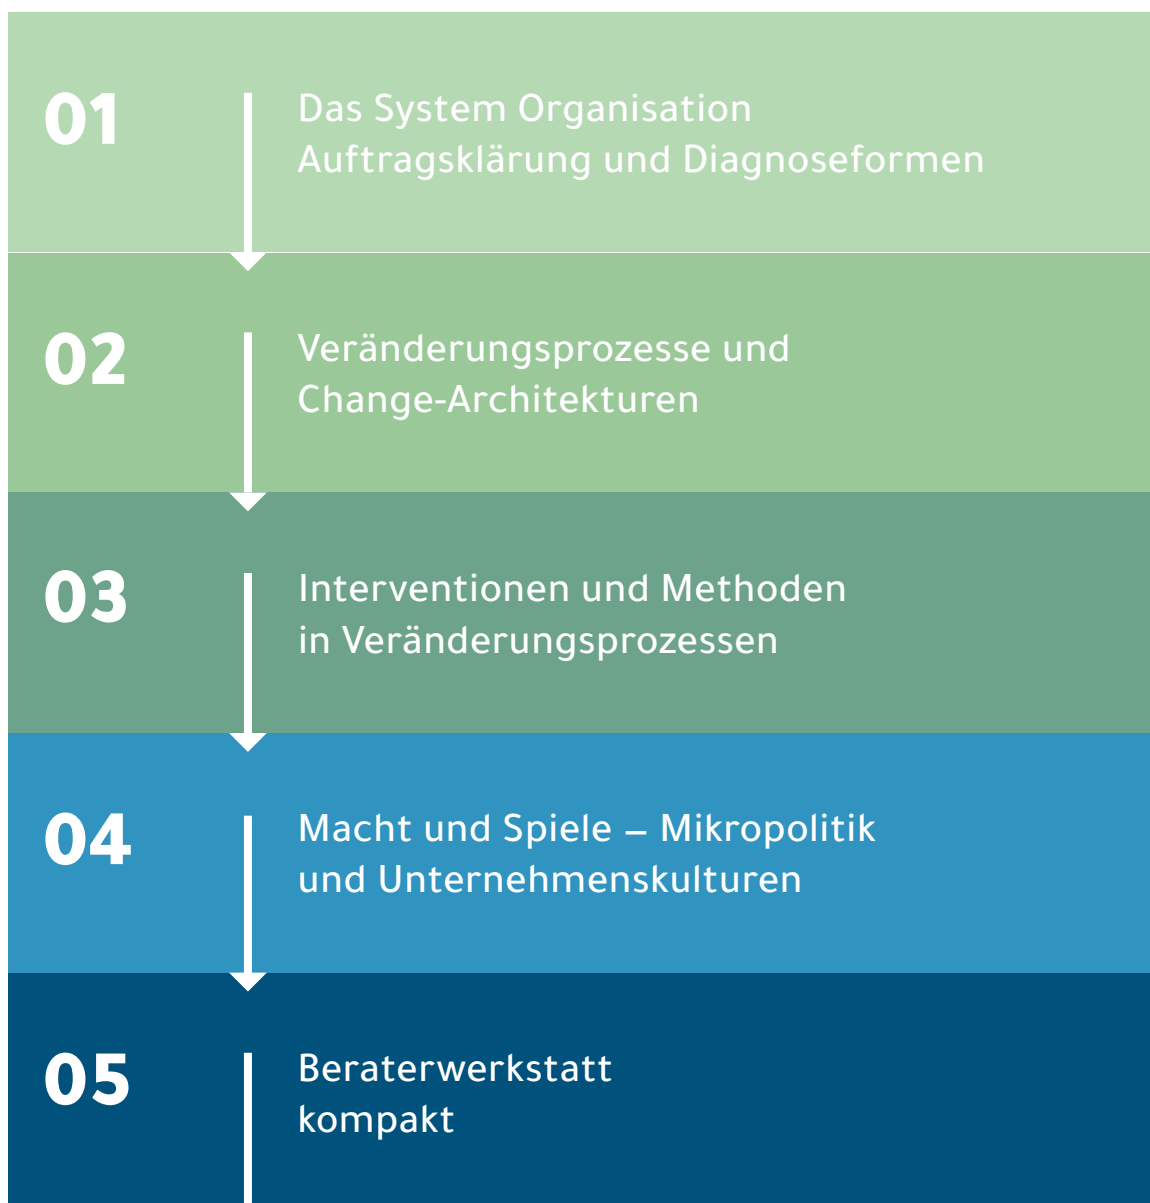 01
Das System Organisation
Auftragsklärung und Diagnoseformen
02
Veränderungsprozesse und
Change-Architekturen
03
Interventionen und Methoden
in Veränderungsprozessen
04
Macht und Spiele – Mikropolitik
und Unternehmenskulturen
05
Beraterwerkstatt
kompakt